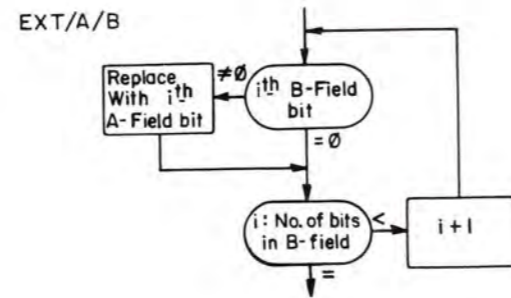 EXT/A/B
Replace
With ith
A-Field bit
≠Ø
ith B-Field
bit
=Ø
i: No. of bits
in B-field
<
i+1
=